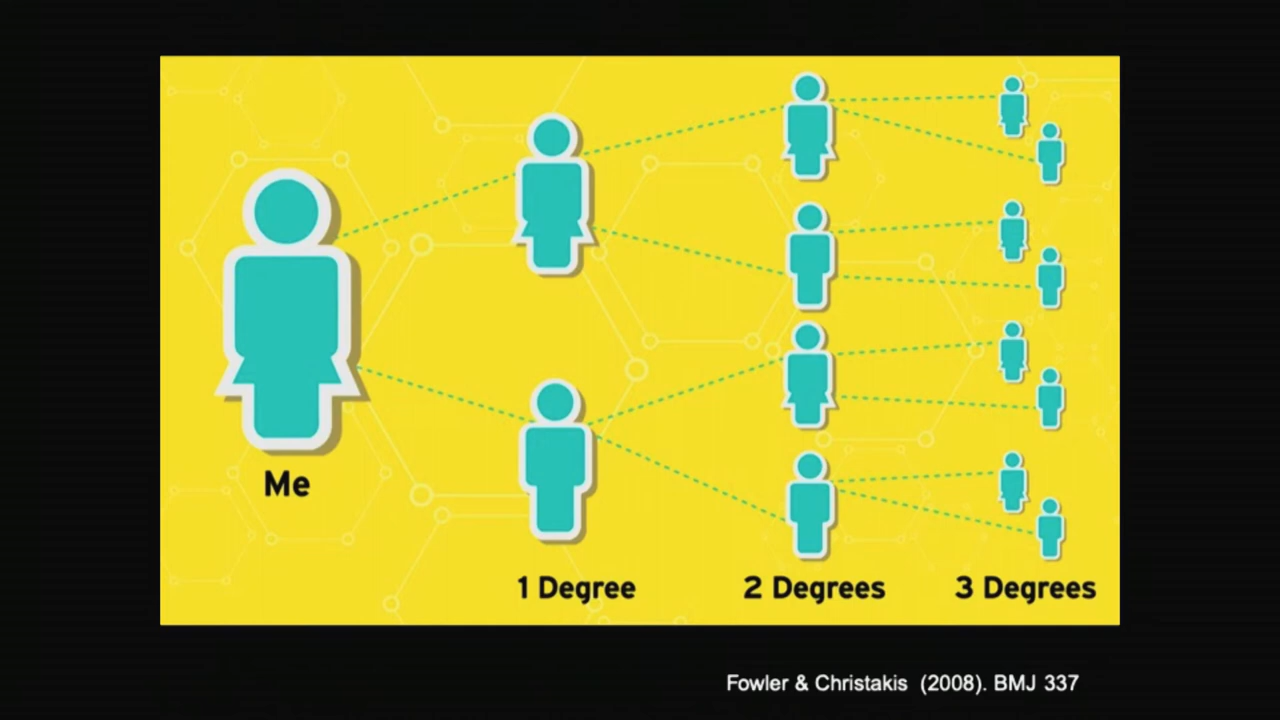 Me
1 Degree
2 Degrees
3 Degrees
Fowler & Christakis (2008). BMJ 337